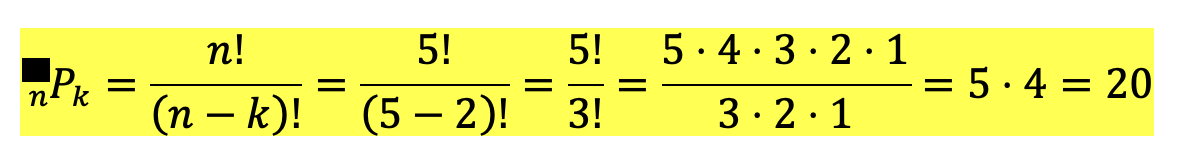 ₙPₖ = n!/(n − k)! = 5!/(5 − 2)! = 5!/3! = (5 · 4 · 3 · 2 · 1)/(3 · 2 · 1) = 5 · 4 = 20